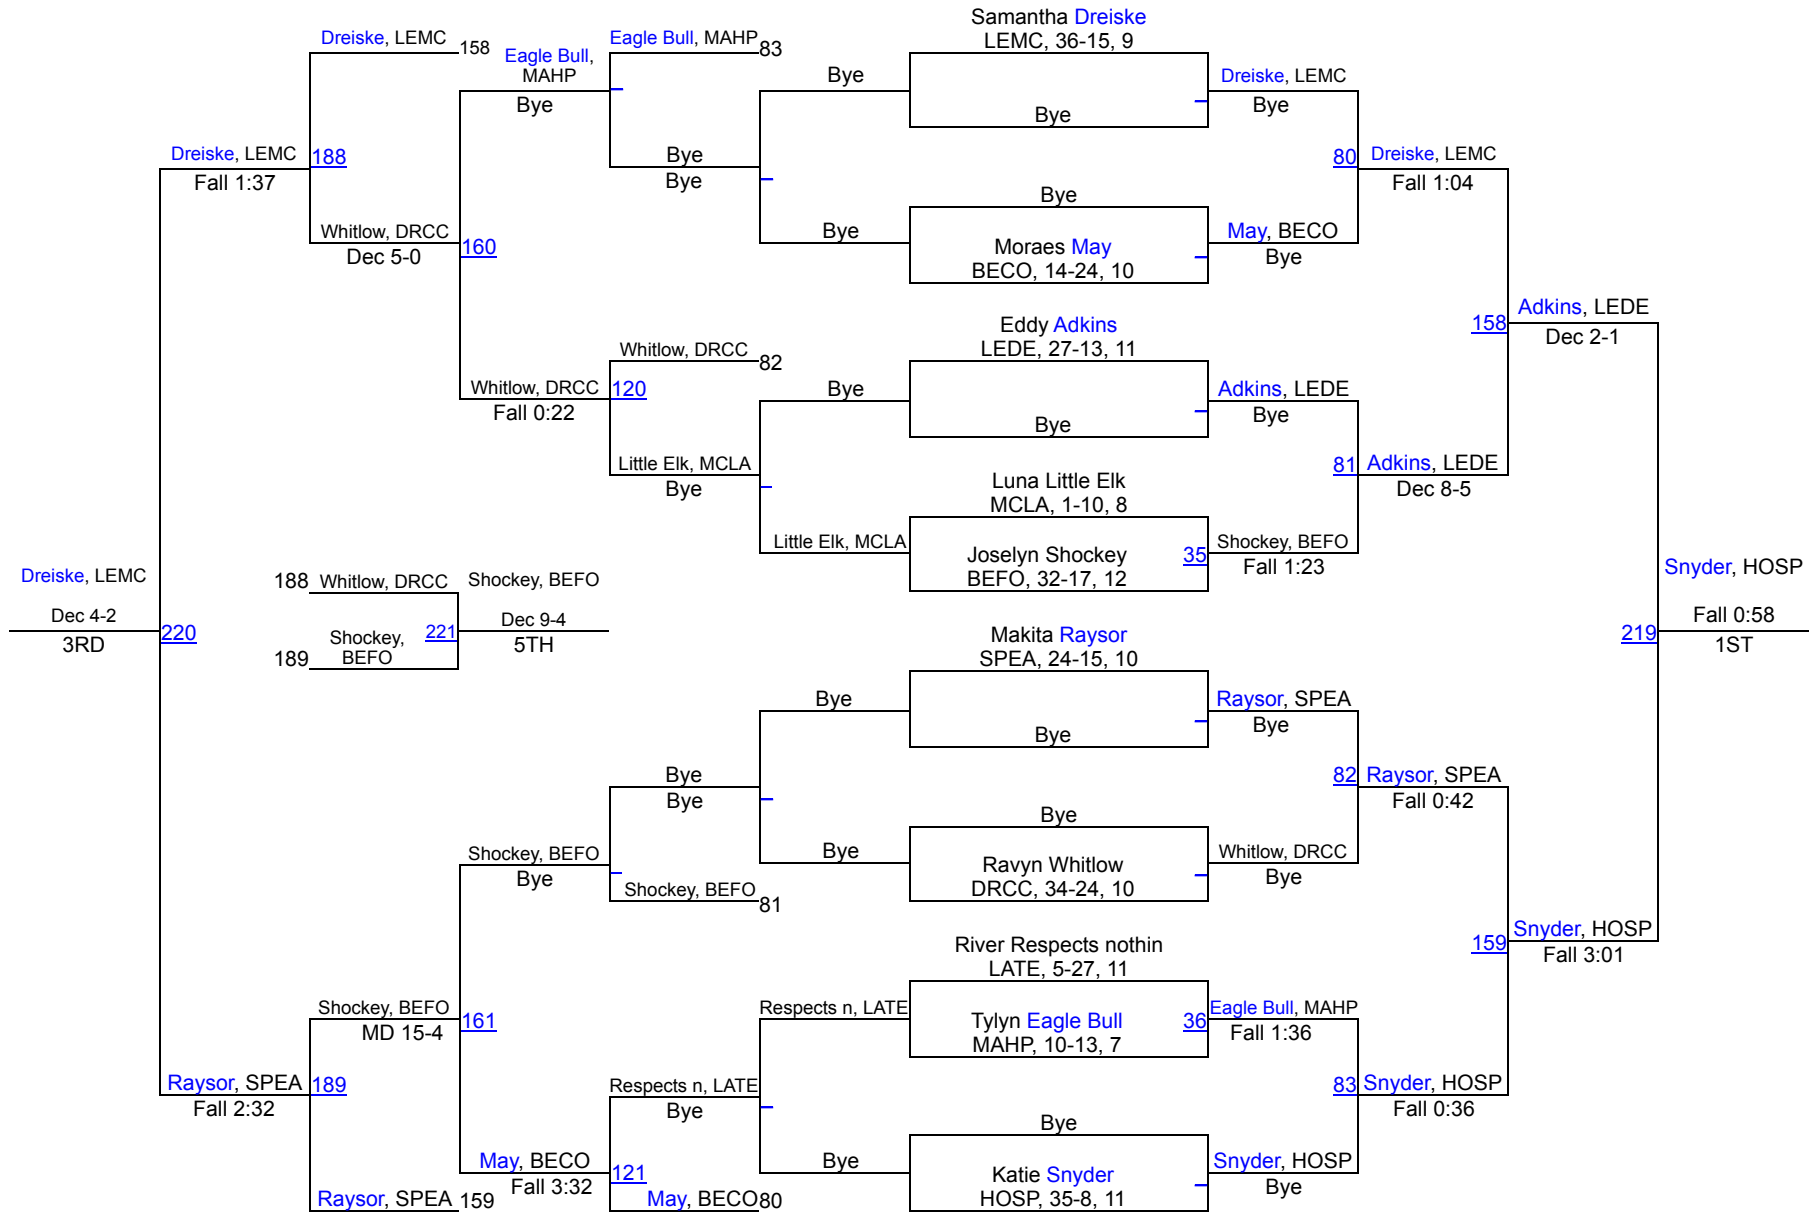 Samantha Dreiske
LEMC, 36-15, 9
Bye
Bye
Moraes May
BECO, 14-24, 10
Eddy Adkins
LEDE, 27-13, 11
Bye
Luna Little Elk
MCLA, 1-10, 8
Joselyn Shockey
BEFO, 32-17, 12
35
Makita Raysor
SPEA, 24-15, 10
Bye
Bye
Ravyn Whitlow
DRCC, 34-24, 10
River Respects nothin
LATE, 5-27, 11
Tylyn Eagle Bull
MAHP, 10-13, 7
36
Bye
Katie Snyder
HOSP, 35-8, 11
Dreiske, LEMC
Bye
80
May, BECO
Bye
Adkins, LEDE
Bye
81
Shockey, BEFO
Fall 1:23
Raysor, SPEA
Bye
82
Whitlow, DRCC
Bye
Eagle Bull, MAHP
Fall 1:36
83
Snyder, HOSP
Bye
Dreiske, LEMC
Fall 1:04
158
Adkins, LEDE
Dec 8-5
Raysor, SPEA
Fall 0:42
159
Snyder, HOSP
Fall 0:36
Adkins, LEDE
Dec 2-1
219
Snyder, HOSP
Fall 3:01
Snyder, HOSP
Fall 0:58
1ST
Bye
Bye
Bye
Little Elk, MCLA
Bye
Bye
Respects n, LATE
Bye
Eagle Bull, MAHP
83
Bye
Bye
Whitlow, DRCC
82
120
Little Elk, MCLA
Bye
Bye
Bye
Shockey, BEFO
81
Respects n, LATE
Bye
121
May, BECO
80
Eagle Bull,
MAHP
Bye
160
Whitlow, DRCC
Fall 0:22
Shockey, BEFO
Bye
161
May, BECO
Fall 3:32
Dreiske, LEMC
158
188
Whitlow, DRCC
Dec 5-0
Shockey, BEFO
MD 15-4
189
Raysor, SPEA
159
Dreiske, LEMC
Fall 1:37
220
Raysor, SPEA
Fall 2:32
Dreiske, LEMC
Dec 4-2
3RD
188
Whitlow, DRCC
221
189
Shockey,
BEFO
Shockey, BEFO
Dec 9-4
5TH